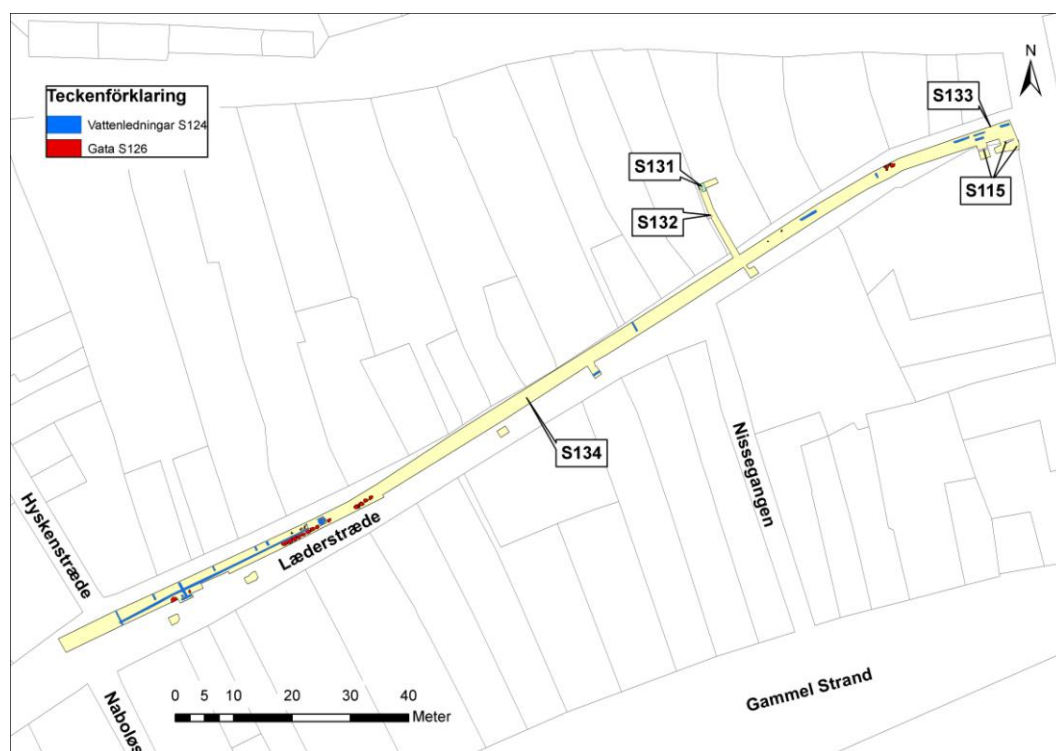 Teckenförklaring
Vattenledningar S124
Gata S126
N
S133
S131
S115
S132
S134
Nissegangen
Hyskenstræde
Læderstræde
0 5 10 20 30 40
Meter
Gammel Strand
Naboløs